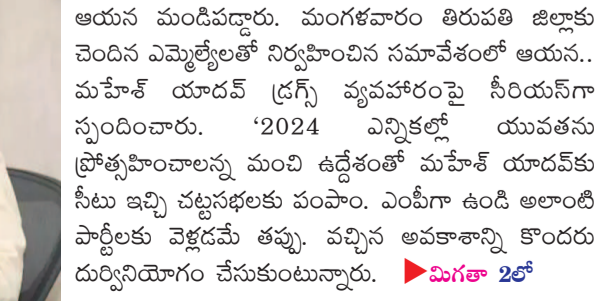 ఆయన మండిపడ్డారు. మంగళవారం తిరుపతి జిల్లాకు
చెందిన ఎమ్మెల్యేలతో నిర్వహించిన సమావేశంలో ఆయన..
మహేశ్ యాదవ్ డ్రగ్స్ వ్యవహారంపై సీరియస్‌గా
స్పందించారు. ‘2024 ఎన్నికల్లో యువతను
ప్రోత్సహించాలన్న మంచి ఉద్దేశంతో మహేశ్ యాదవ్‌కు
సీటు ఇచ్చి చట్టసభలకు పంపాం. ఎంపీగా ఉండి అలాంటి
పార్టీలకు వెళ్లడమే తప్పు. వచ్చిన అవకాశాన్ని కొందరు
దుర్వినియోగం చేసుకుంటున్నారు. ▶మిగతా 2లో